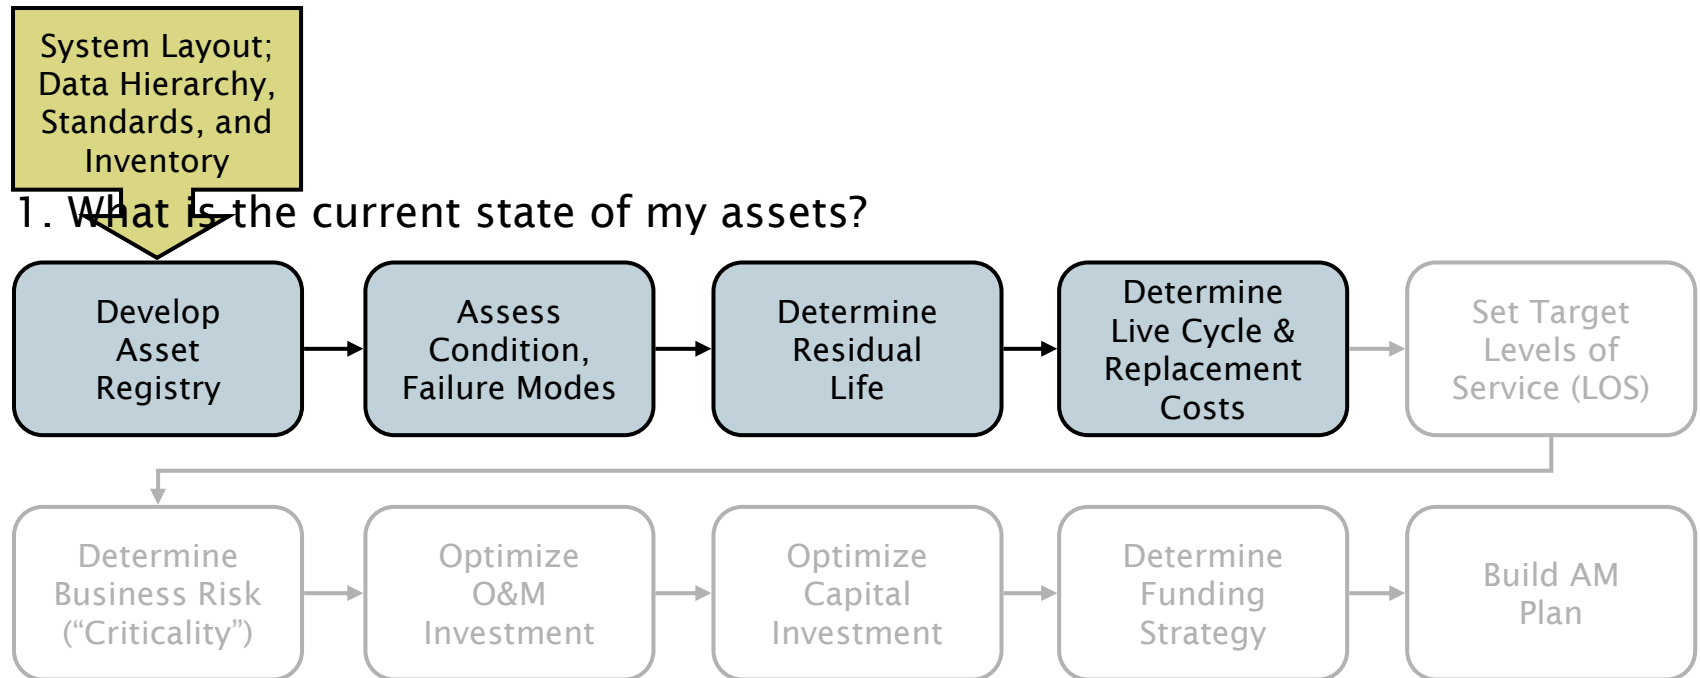 System Layout;
Data Hierarchy,
Standards, and
Inventory
1. What is the current state of my assets?
Develop
Asset
Registry
Assess
Condition,
Failure Modes
Determine
Residual
Life
Determine
Live Cycle &
Replacement
Costs
Set Target
Levels of
Service (LOS)
Determine
Business Risk
(“Criticality”)
Optimize
O&M
Investment
Optimize
Capital
Investment
Determine
Funding
Strategy
Build AM
Plan